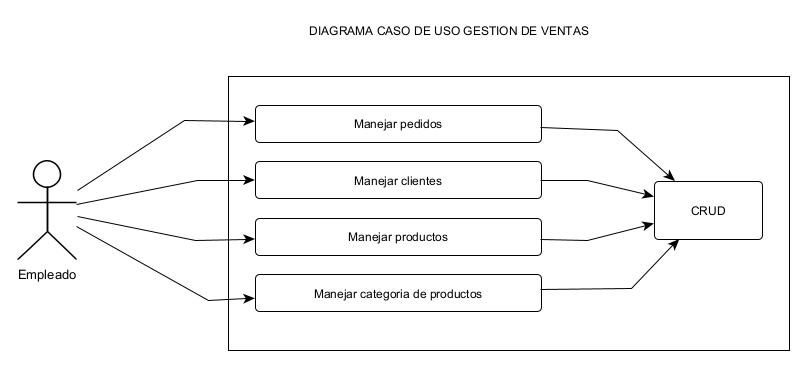 DIAGRAMA CASO DE USO GESTION DE VENTAS
Manejar pedidos
Manejar clientes
CRUD
Manejar productos
Empleado
Manejar categoria de productos